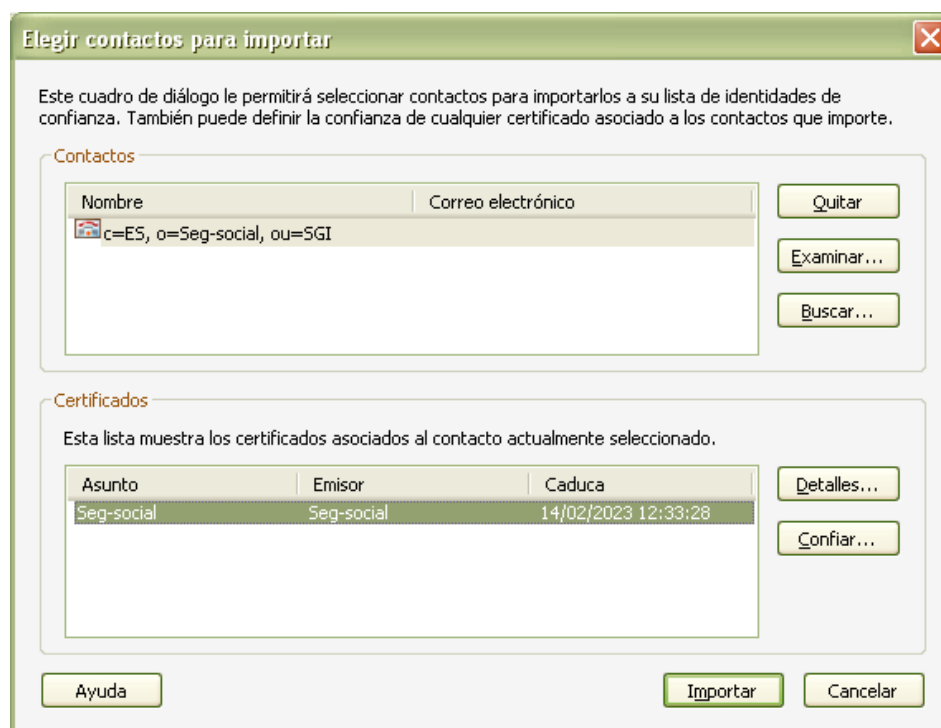 Elegir contactos para importar
Este cuadro de diálogo le permitirá seleccionar contactos para importarlos a su lista de identidades de
confianza. También puede definir la confianza de cualquier certificado asociado a los contactos que importe.
Contactos
Nombre Correo electrónico
c=ES, o=Seg-social, ou=SGI
Quitar
Examinar...
Buscar...
Certificados
Esta lista muestra los certificados asociados al contacto actualmente seleccionado.
Asunto Emisor Caduca
Seg-social Seg-social 14/02/2023 12:33:28
Detalles...
Confiar...
Ayuda Importar Cancelar